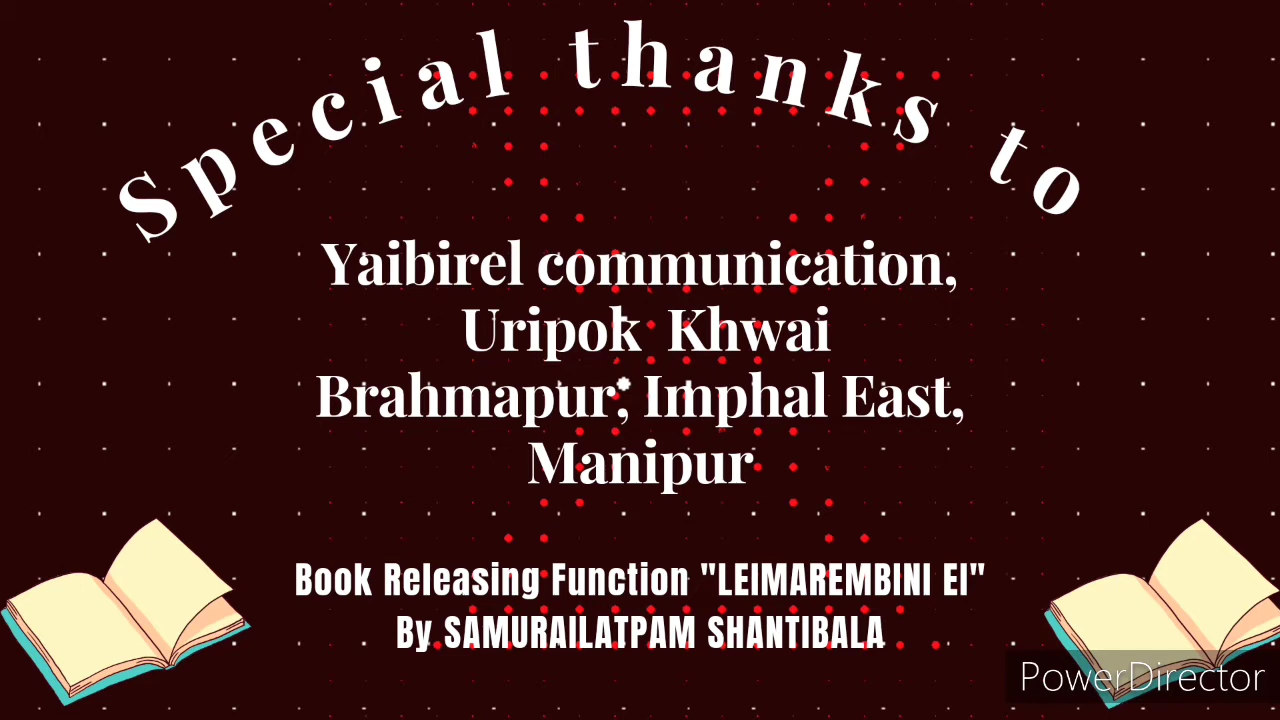 Special thanks to
Yaibirel communication,
Uripok Khwai
Brahmapur, Imphal East,
Manipur
Book Releasing Function "LEIMAREMBINI EI"
By SAMURAILATPAM SHANTIBALA
PowerDirector